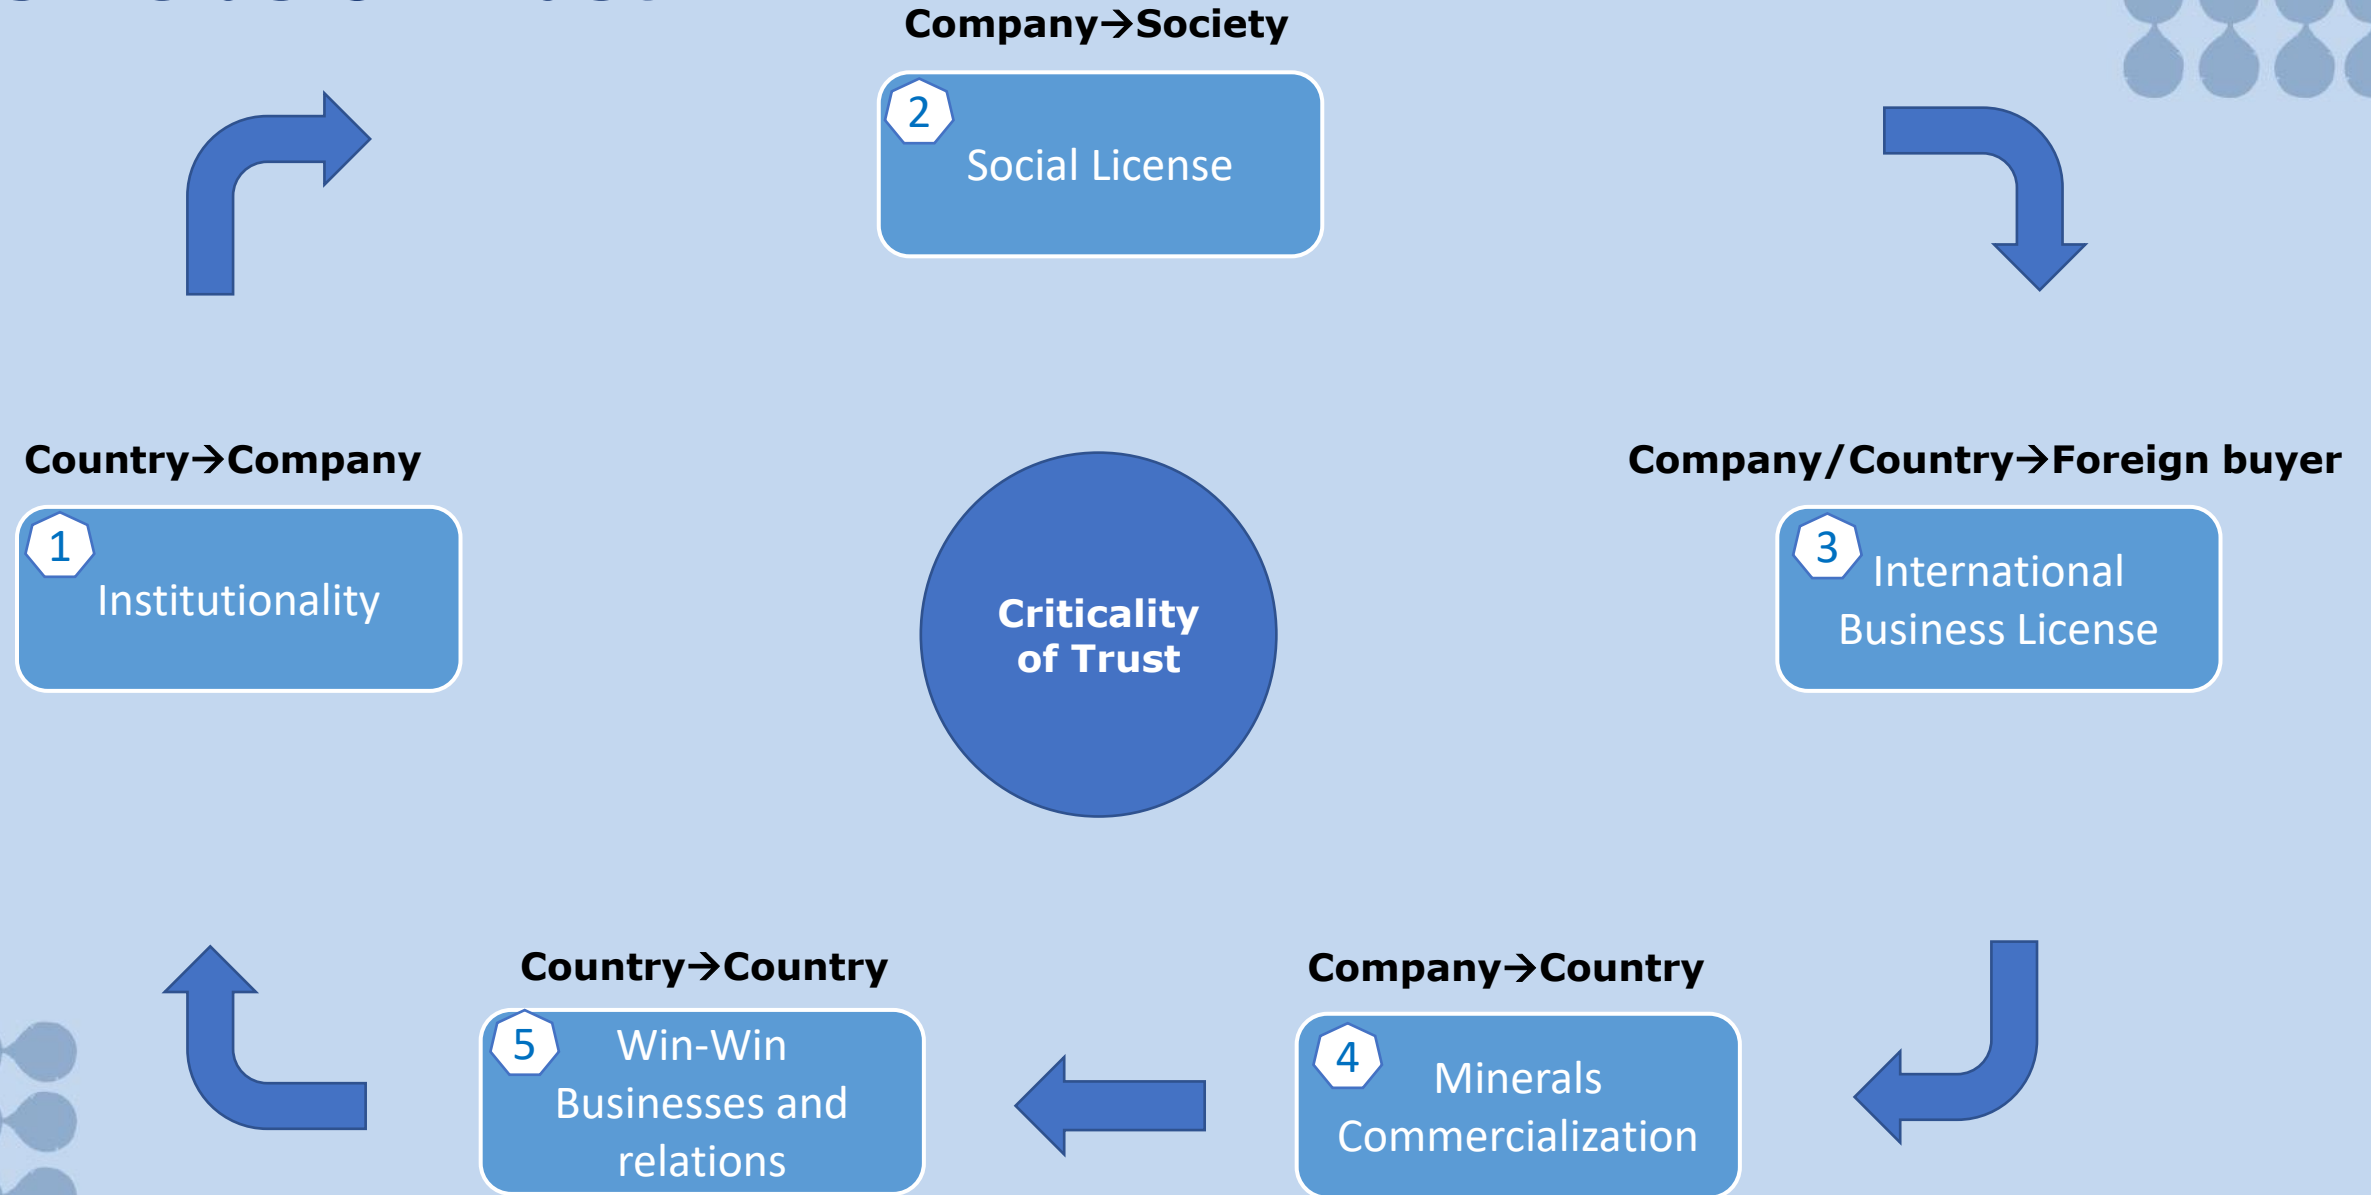 Company→Society
2
Social License
Country→Company
1
Institutionality
Criticality
of Trust
Company/Country→Foreign buyer
3
International
Business License
Country→Country
5
Win-Win
Businesses and
relations
Company→Country
4
Minerals
Commercialization